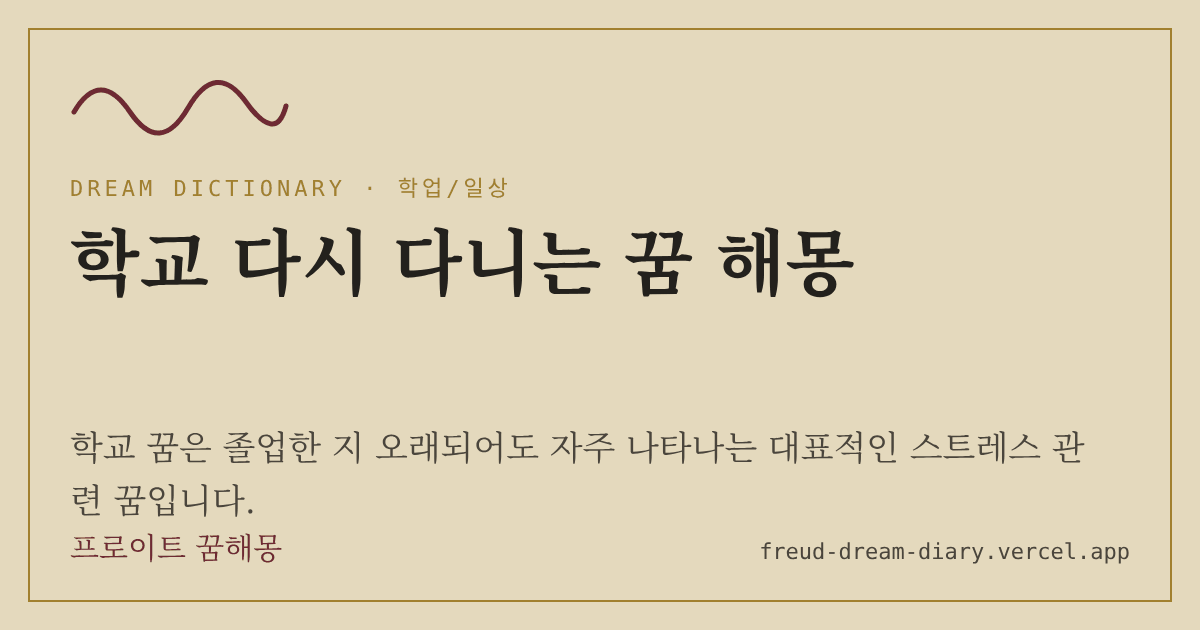 DREAM DICTIONARY · 학업/일상
학교 다시 다니는 꿈 해몽
학교 꿈은 졸업한 지 오래되어도 자주 나타나는 대표적인 스트레스 관
련 꿈입니다.
프로이트 꿈해몽
freud-dream-diary.vercel.app